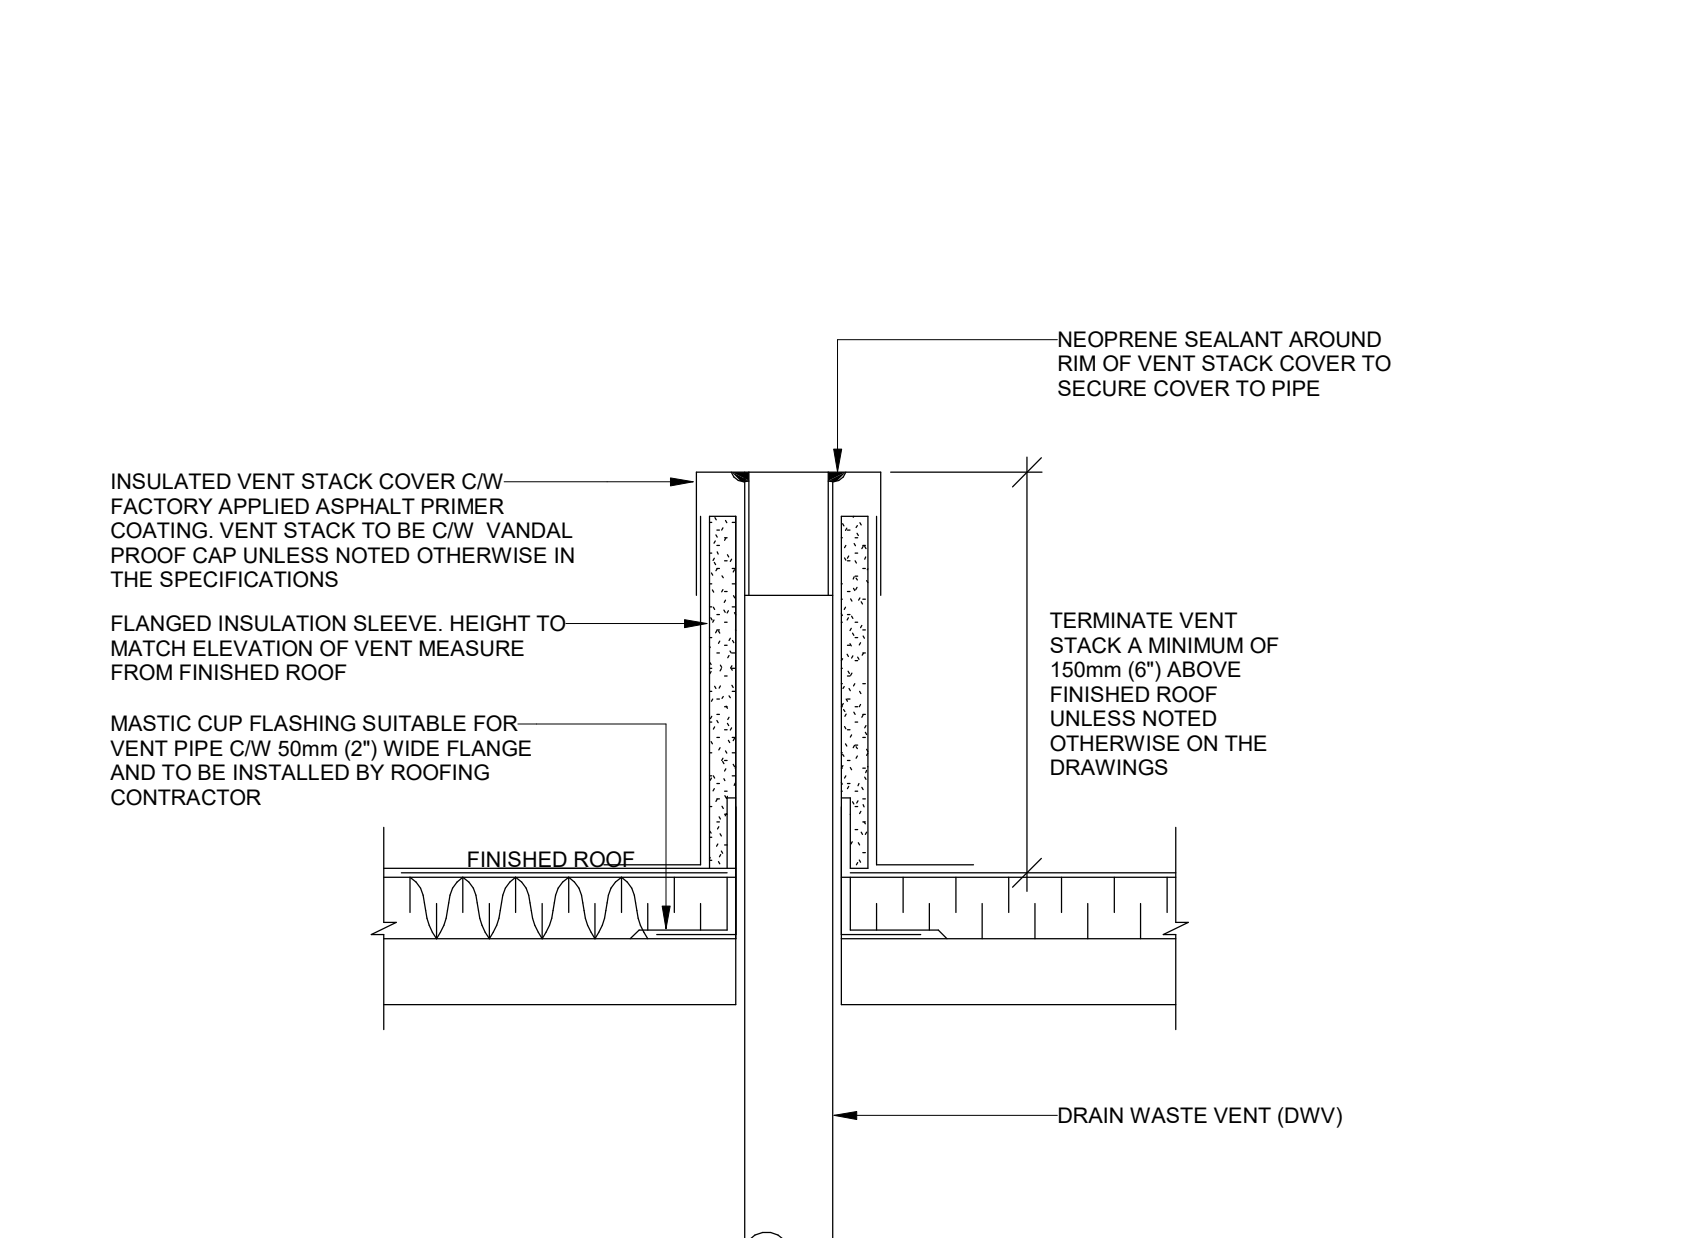 NEOPRENE SEALANT AROUND
RIM OF VENT STACK COVER TO
SECURE COVER TO PIPE
INSULATED VENT STACK COVER C/W
FACTORY APPLIED ASPHALT PRIMER
COATING. VENT STACK TO BE C/W VANDAL
PROOF CAP UNLESS NOTED OTHERWISE IN
THE SPECIFICATIONS
FLANGED INSULATION SLEEVE. HEIGHT TO
MATCH ELEVATION OF VENT MEASURE
FROM FINISHED ROOF
MASTIC CUP FLASHING SUITABLE FOR
VENT PIPE C/W 50mm (2") WIDE FLANGE
AND TO BE INSTALLED BY ROOFING
CONTRACTOR
TERMINATE VENT
STACK A MINIMUM OF
150mm (6") ABOVE
FINISHED ROOF
UNLESS NOTED
OTHERWISE ON THE
DRAWINGS
FINISHED ROOF
DRAIN WASTE VENT (DWV)